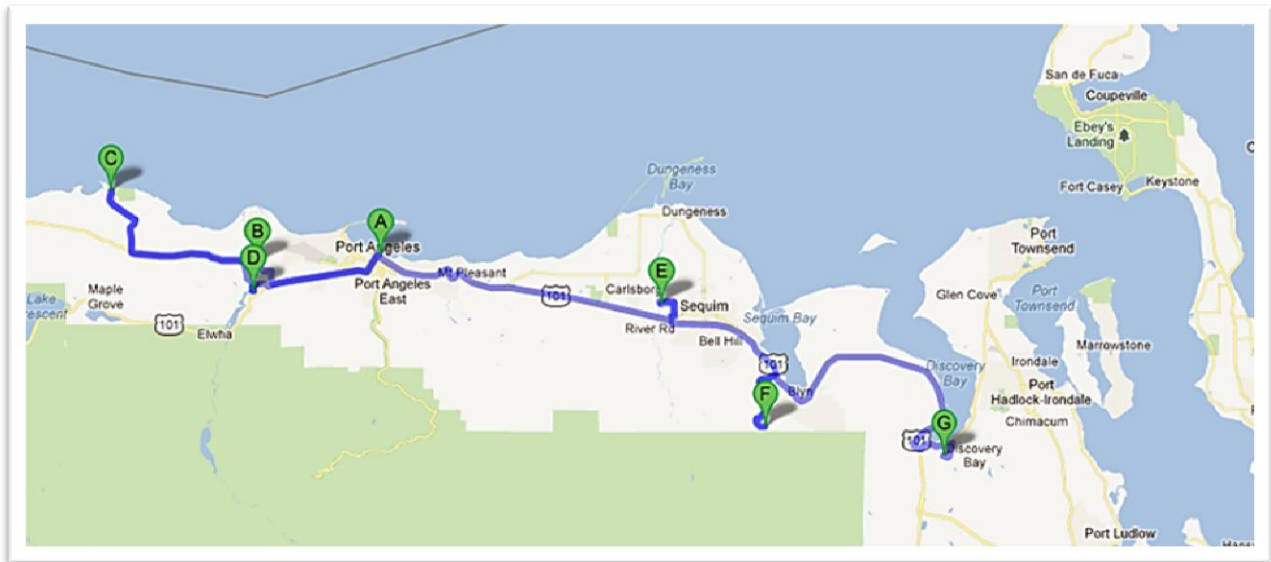 San de Fuca
Coupeville
Ebey's
Landing
Fort Casey
Keystone
C
Dungeness
Bay
Dungeness
A
B
D
Port Angeles
Port Angeles
East
Mt Pleasant
101
E
Carlsborg
Sequim
River Rd
Bell Hill
Sequim Bay
Port
Townsend
Glen Cove
Port
Townsend
Maple
Grove
101
Elwha
Discovery
Bay
Irondale
Marrowstone
Port
Hadlock-Irondale
Chimacum
101
Blyn
F
G
101
Discovery
Bay
Port Ludlow